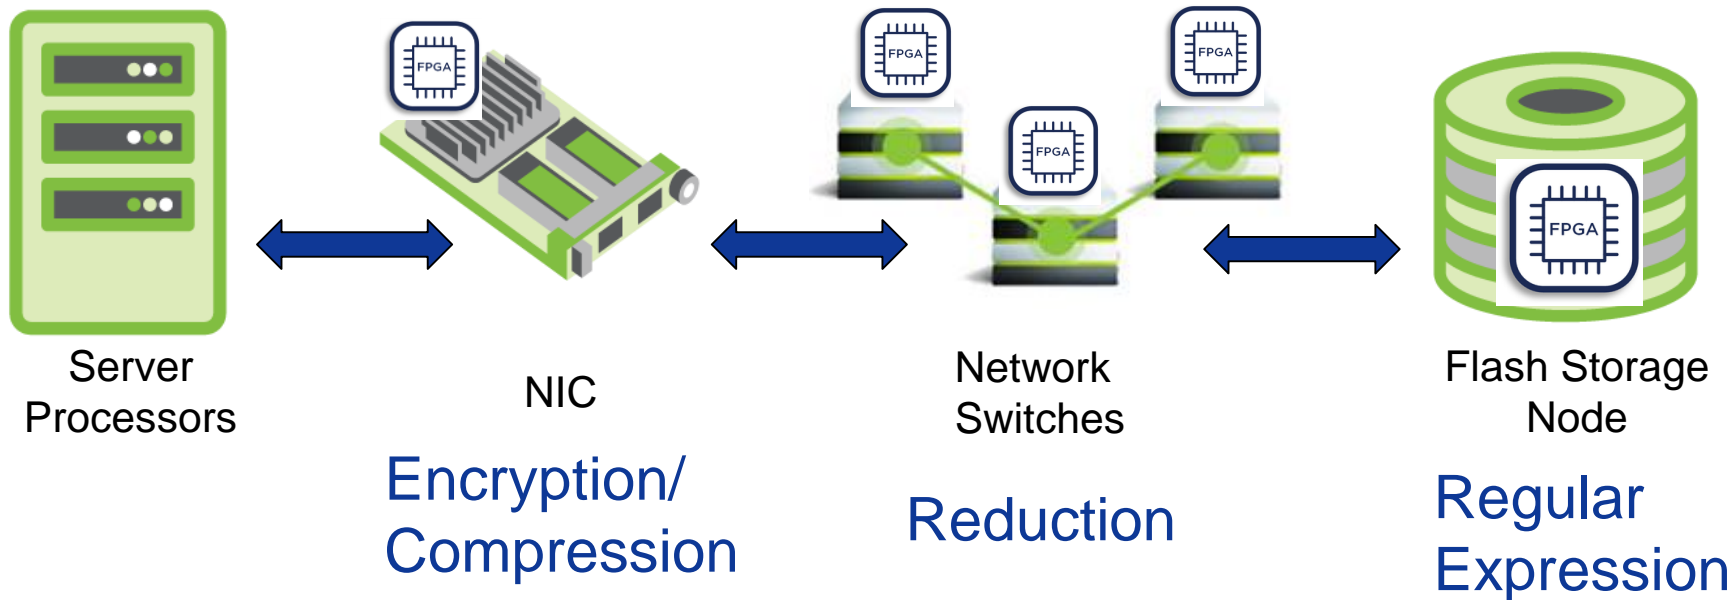 FPGA
FPGA
FPGA
FPGA
FPGA
Server
Processors
NIC
Network
Switches
Flash Storage
Node
Encryption/
Compression
Reduction
Regular
Expression